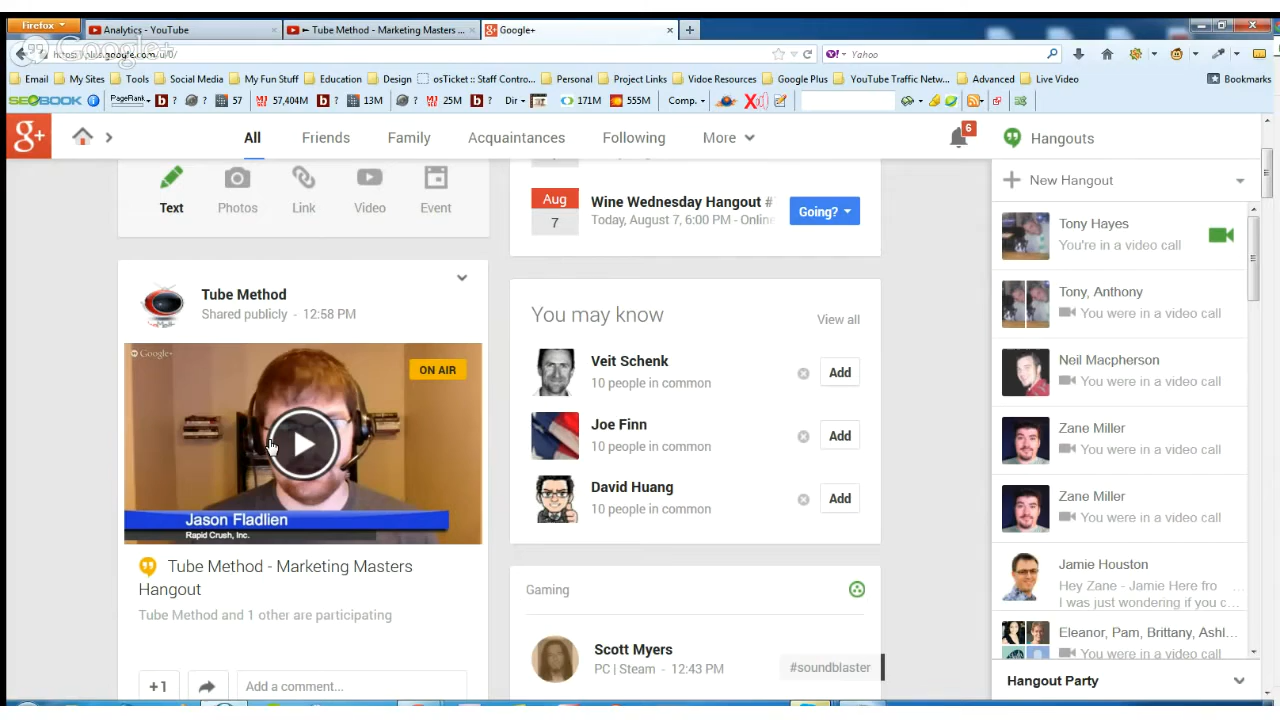 Firefox
Analytics - YouTube
Tube Method - Marketing Masters ...
Google+
https://plus.google.com/u/0/
Yahoo
Email My Sites Tools Social Media My Fun Stuff Education Design osTicket :: Staff Contro... Personal Project Links Vidoe Resources Google Plus YouTube Traffic Netw... Advanced Live Video Bookmarks
SEOBOOK PageRank b ? ? 57 57,404M b ? 13M ? 25M b ? Dir 171M 555M Comp.
g+ All Friends Family Acquaintances Following More 6 Hangouts
New Hangout
Text Photos Link Video Event
Aug
7
Wine Wednesday Hangout #
Today, August 7, 6:00 PM - Online
Going?
Tube Method
Shared publicly - 12:58 PM
Google+
ON AIR
Jason Fladlien
Rapid Crush, Inc.
Tube Method - Marketing Masters
Hangout
Tube Method and 1 other are participating
+1
Add a comment...
You may know View all
Veit Schenk
10 people in common
Add
Joe Finn
10 people in common
Add
David Huang
10 people in common
Add
Gaming
Scott Myers
PC | Steam - 12:43 PM
#soundblaster
Tony Hayes
You're in a video call
Tony, Anthony
You were in a video call
Neil Macpherson
You were in a video call
Zane Miller
You were in a video call
Zane Miller
You were in a video call
Jamie Houston
Hey Zane - Jamie Here fro ...
I was just wondering if you c...
Eleanor, Pam, Brittany, Ashl...
You were in a video call
Hangout Party